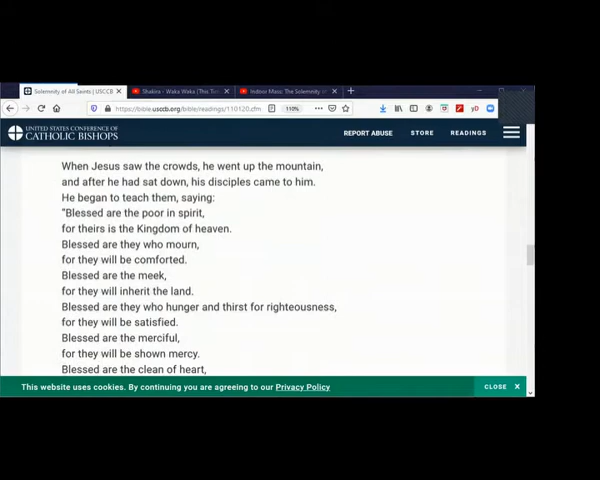 Solemnity of All Saints | USCCB
Shakira - Waka Waka (This Tim
Indoor Mass: The Solemnity of
https://bible.usccb.org/bible/readings/110120.cfm
110%
UNITED STATES CONFERENCE OF
CATHOLIC BISHOPS
REPORT ABUSE
STORE
READINGS
When Jesus saw the crowds, he went up the mountain,
and after he had sat down, his disciples came to him.
He began to teach them, saying:
"Blessed are the poor in spirit,
for theirs is the Kingdom of heaven.
Blessed are they who mourn,
for they will be comforted.
Blessed are the meek,
for they will inherit the land.
Blessed are they who hunger and thirst for righteousness,
for they will be satisfied.
Blessed are the merciful,
for they will be shown mercy.
Blessed are the clean of heart,
This website uses cookies. By continuing you are agreeing to our Privacy Policy
CLOSE ×